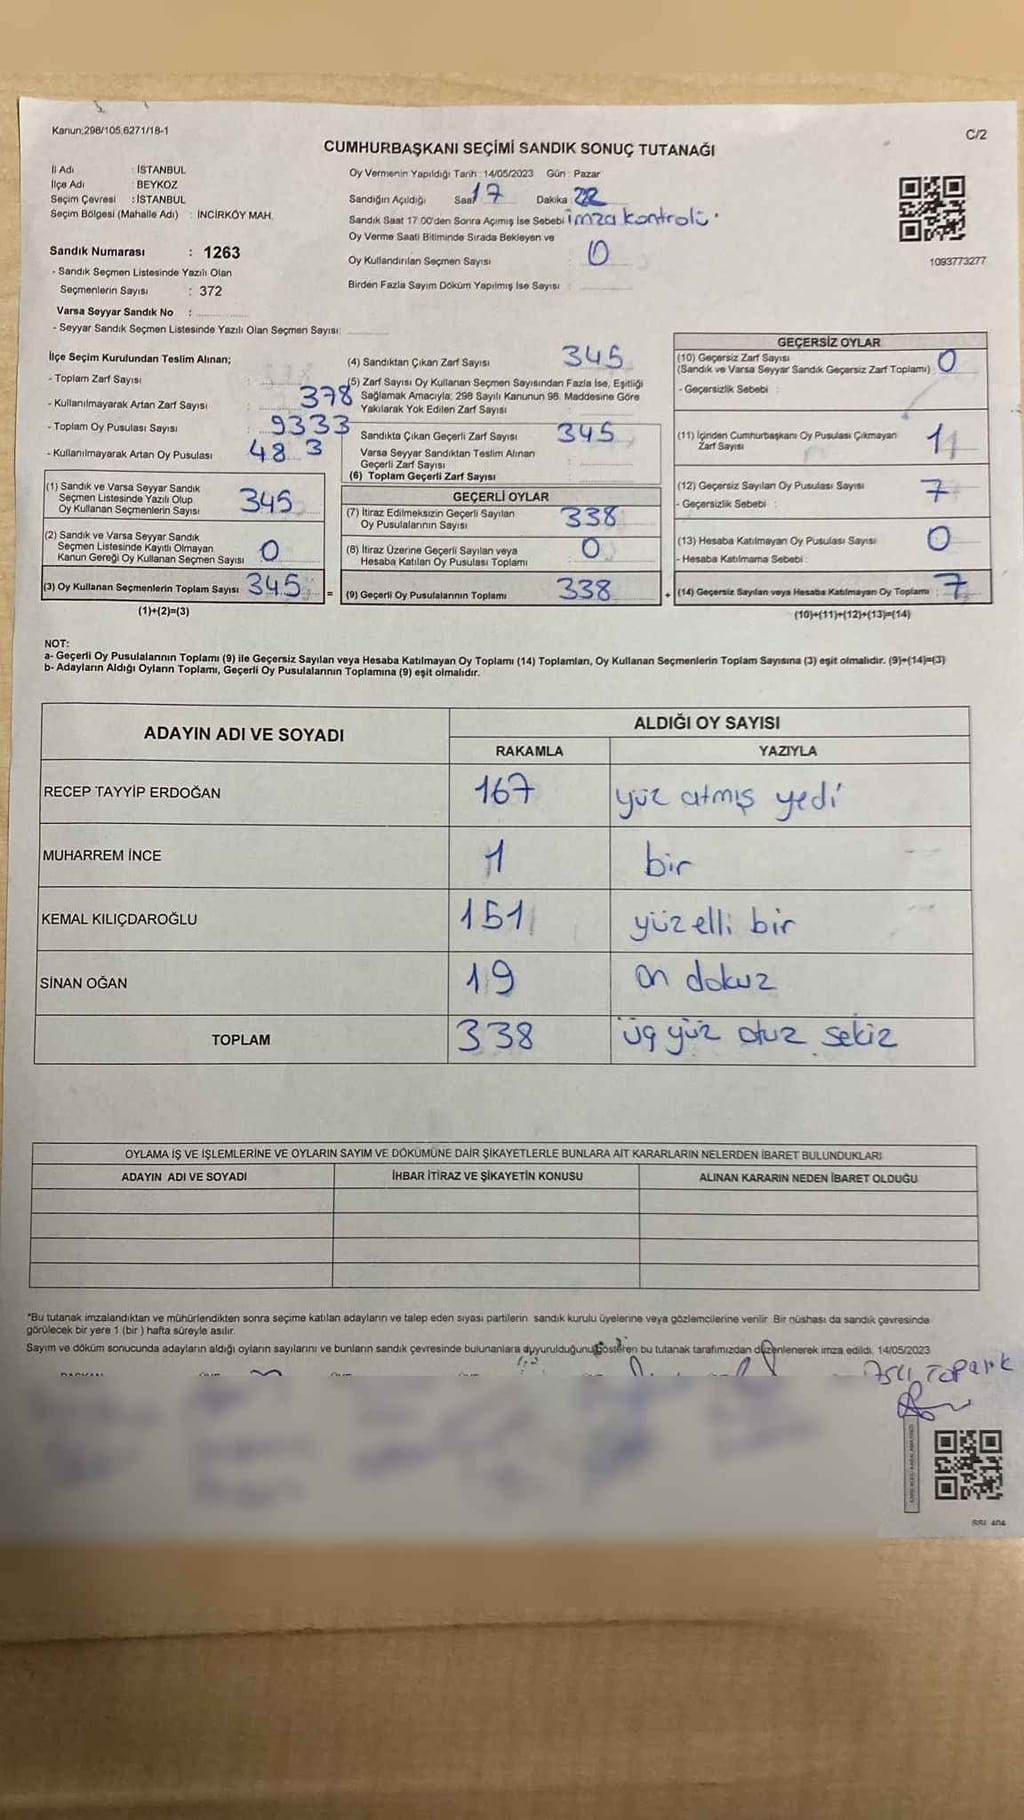 Kanun:298/105;6271/18-1
C/2
CUMHURBAŞKANI SEÇİMİ SANDIK SONUÇ TUTANAĞI
İl Adı : İSTANBUL
İlçe Adı : BEYKOZ
Seçim Çevresi : İSTANBUL
Seçim Bölgesi (Mahalle Adı) : İNCİRKÖY MAH.
Oy Vermenin Yapıldığı Tarih : 14/05/2023 Gün : Pazar
Sandığın Açıldığı Saat 17 Dakika 22
Sandık Saat 17:00'den Sonra Açımış İse Sebebi imza kontrolü
Oy Verme Saati Bitiminde Sırada Bekleyen ve
Oy Kullandırılan Seçmen Sayısı : 0
Birden Fazla Sayım Döküm Yapılmış İse Sayısı :
1093773277
Sandık Numarası : 1263
- Sandık Seçmen Listesinde Yazılı Olan
Seçmenlerin Sayısı : 372
Varsa Seyyar Sandık No :
- Seyyar Sandık Seçmen Listesinde Yazılı Olan Seçmen Sayısı:
İlçe Seçim Kurulundan Teslim Alınan;
- Toplam Zarf Sayısı : 378
- Kullanılmayarak Artan Zarf Sayısı :
- Toplam Oy Pusulası Sayısı :
- Kullanılmayarak Artan Oy Pusulası : 48
(1) Sandık ve Varsa Seyyar Sandık
Seçmen Listesinde Yazılı Olup
Oy Kullanan Seçmenlerin Sayısı 345
(2) Sandık ve Varsa Seyyar Sandık
Seçmen Listesinde Kayıtlı Olmayan
Kanun Gereği Oy Kullanan Seçmen Sayısı 0
(3) Oy Kullanan Seçmenlerin Toplam Sayısı 345 =
(1)+(2)=(3)
(4) Sandıktan Çıkan Zarf Sayısı 345
(5) Zarf Sayısı Oy Kullanan Seçmen Sayısından Fazla İse, Eşitliği
Sağlamak Amacıyla; 298 Sayılı Kanunun 98. Maddesine Göre
Yakılarak Yok Edilen Zarf Sayısı :
Sandıkta Çıkan Geçerli Zarf Sayısı 345
Varsa Seyyar Sandıktan Teslim Alınan
Geçerli Zarf Sayısı :
(6) Toplam Geçerli Zarf Sayısı
GEÇERLİ OYLAR
(7) İtiraz Edilmeksizin Geçerli Sayılan
Oy Pusulalarının Sayısı : 338
(8) İtiraz Üzerine Geçerli Sayılan veya
Hesaba Katılan Oy Pusulası Toplamı : 0
(9) Geçerli Oy Pusulalarının Toplamı 338 +
GEÇERSİZ OYLAR
(10) Geçersiz Zarf Sayısı
(Sandık ve Varsa Seyyar Sandık Geçersiz Zarf Toplamı) : 0
- Geçersizlik Sebebi :
(11) İçinden Cumhurbaşkanı Oy Pusulası Çıkmayan
Zarf Sayısı
(12) Geçersiz Sayılan Oy Pusulası Sayısı : 7
- Geçersizlik Sebebi :
(13) Hesaba Katılmayan Oy Pusulası Sayısı : 0
- Hesaba Katılmama Sebebi :
(14) Geçersiz Sayılan veya Hesaba Katılmayan Oy Toplamı : 7
(10)+(11)+(12)+(13)=(14)
NOT:
a- Geçerli Oy Pusulalarının Toplamı (9) ile Geçersiz Sayılan veya Hesaba Katılmayan Oy Toplamı (14) Toplamları, Oy Kullanan Seçmenlerin Toplam Sayısına (3) eşit olmalıdır. (9)+(14)=(3)
b- Adayların Aldığı Oyların Toplamı, Geçerli Oy Pusulalarının Toplamına (9) eşit olmalıdır.
ADAYIN ADI VE SOYADI
ALDIĞI OY SAYISI
RAKAMLA YAZIYLA
RECEP TAYYİP ERDOĞAN 167 yüz atmış yedi
MUHARREM İNCE 1 bir
KEMAL KILIÇDAROĞLU 151 yüz elli bir
SİNAN OĞAN 19 on dokuz
TOPLAM 338 üç yüz otuz sekiz
OYLAMA İŞ VE İŞLEMLERİNE VE OYLARIN SAYIM VE DÖKÜMÜNE DAİR ŞİKAYETLERLE BUNLARA AİT KARARLARIN NELERDEN İBARET BULUNDUKLARI
ADAYIN ADI VE SOYADI İHBAR İTİRAZ VE ŞİKAYETİN KONUSU ALINAN KARARIN NEDEN İBARET OLDUĞU
*Bu tutanak imzalandıktan ve mühürlendikten sonra seçime katılan adayların ve talep eden siyasi partilerin sandık kurulu üyelerine veya gözlemcilerine verilir. Bir nüshası da sandık çevresinde
görülecek bir yere 1 (bir) hafta süreyle asılır.
Sayım ve döküm sonucunda adayların aldığı oyların sayılarını ve bunların sandık çevresinde bulunanlara duyurulduğunu gösteren bu tutanak tarafımızdan düzenlenerek imza edildi. 14/05/2023